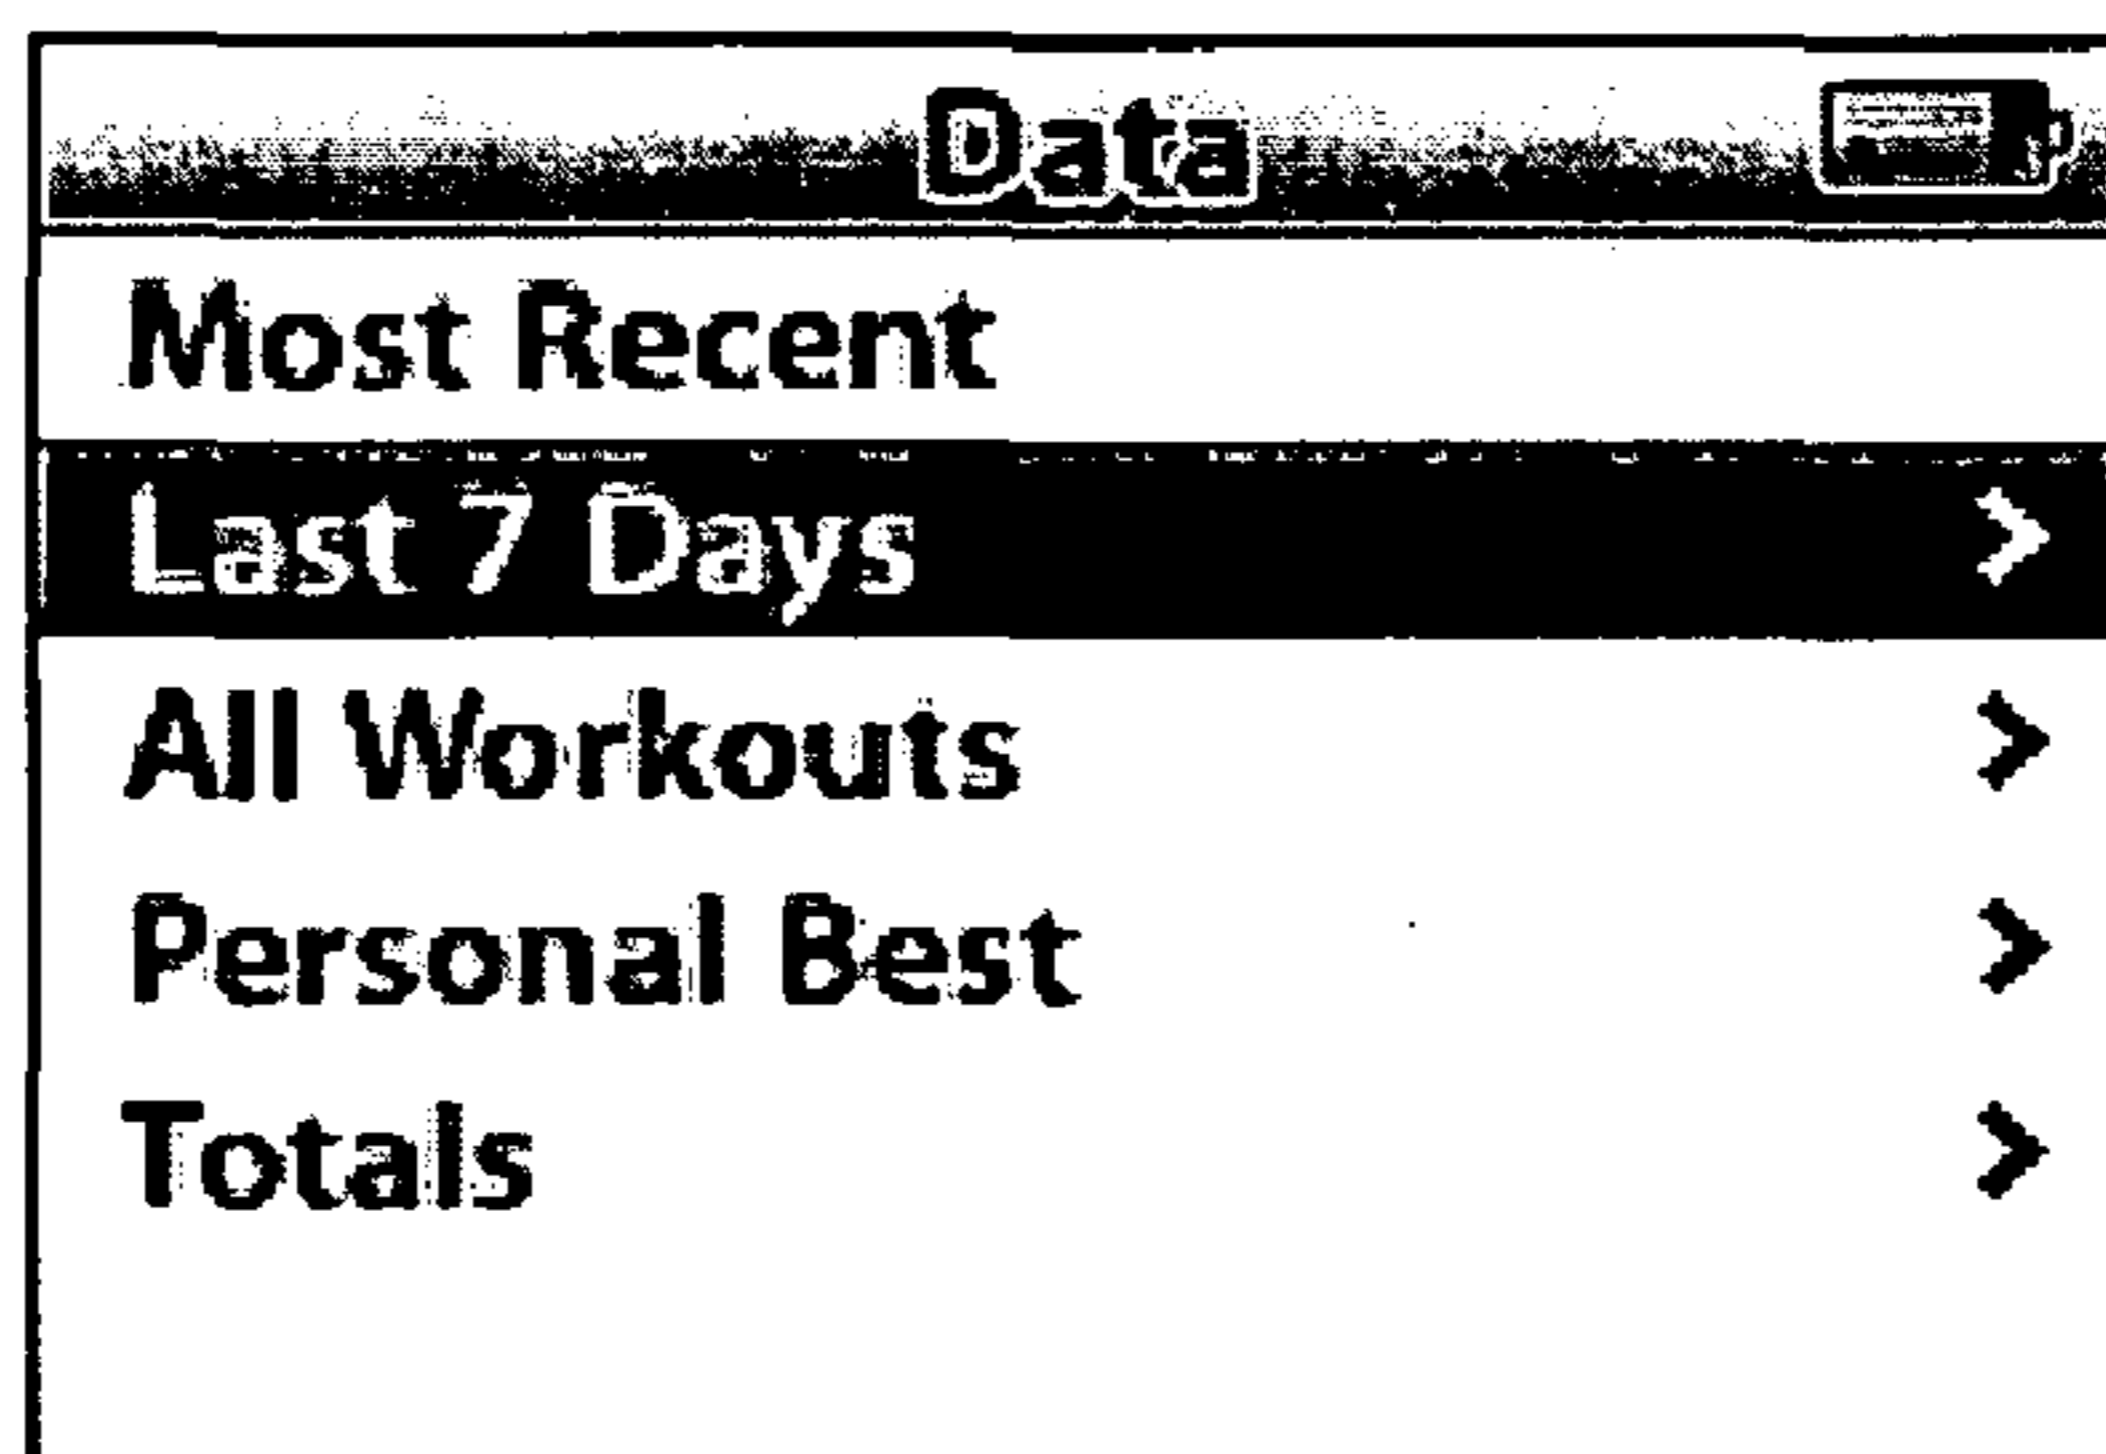 Data
Most Recent
Last 7 Days >
All Workouts >
Personal Best >
Totals >